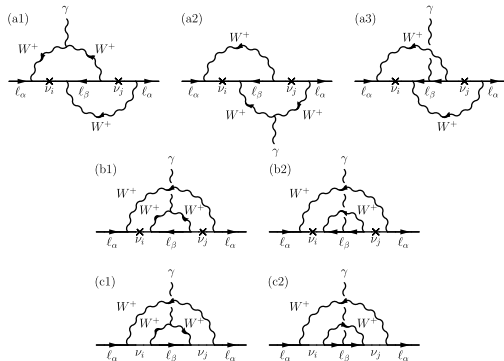 (a1) γ (a2) (a3) γ
W⁺ W⁺ W⁺ W⁺
ℓα νi ℓβ νj ℓα ℓα νi ℓβ νj ℓα ℓα νi ℓβ νj ℓα
W⁺ W⁺ W⁺ W⁺
γ
(b1) γ (b2) γ
W⁺ W⁺ W⁺ W⁺
ℓα νi ℓβ νj ℓα ℓα νi ℓβ νj ℓα
(c1) γ (c2) γ
W⁺ W⁺ W⁺ W⁺
ℓα νi ℓβ νj ℓα ℓα νi ℓβ νj ℓα